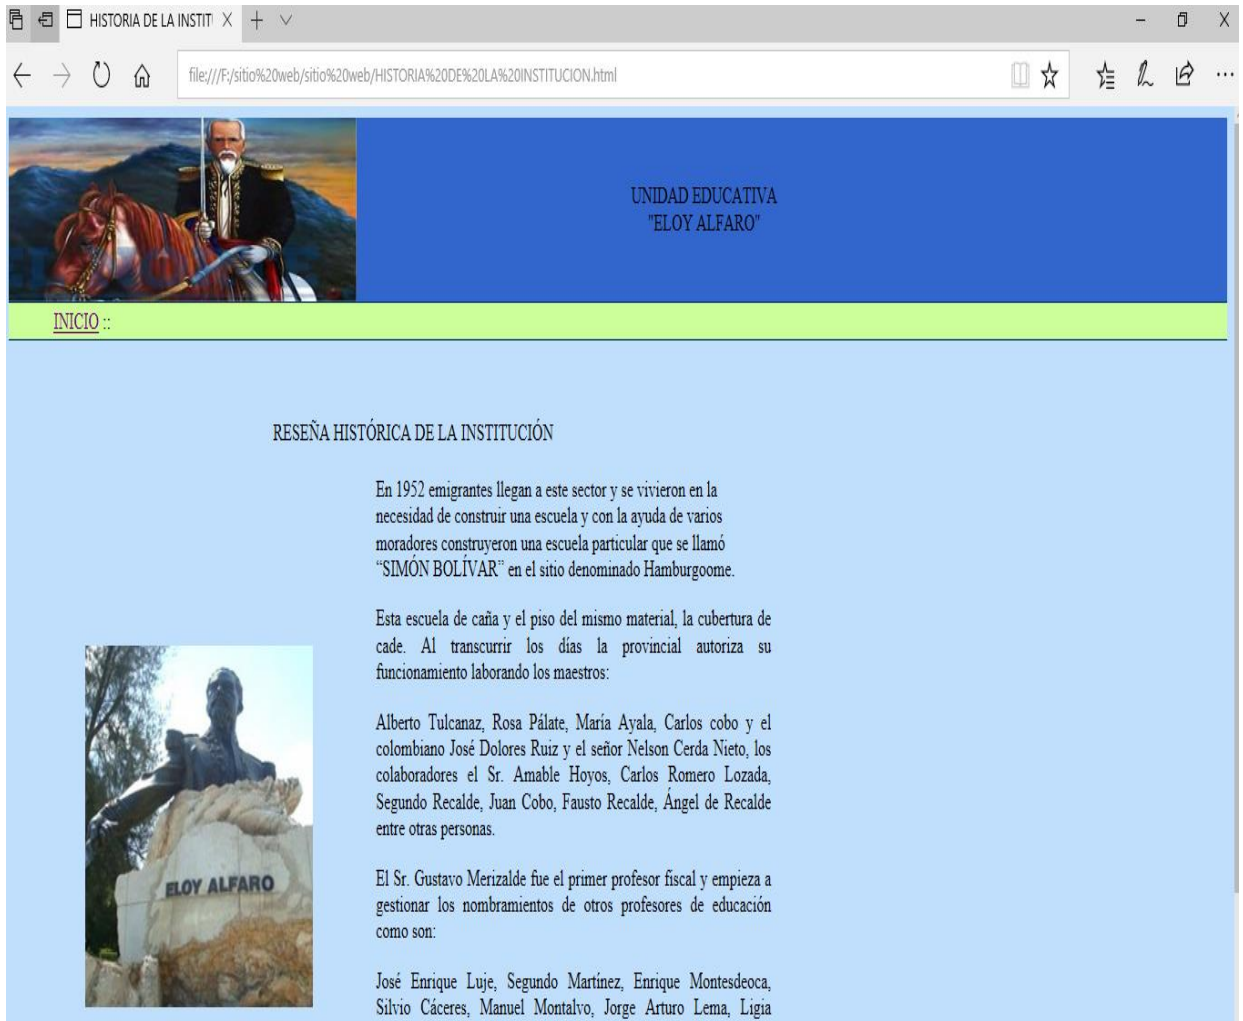 HISTORIA DE LA INSTIT
file:///F:/sitio%20web/sitio%20web/HISTORIA%20DE%20LA%20INSTITUCION.html
UNIDAD EDUCATIVA
"ELOY ALFARO"
INICIO ::
RESEÑA HISTÓRICA DE LA INSTITUCIÓN
En 1952 emigrantes llegan a este sector y se vivieron en la
necesidad de construir una escuela y con la ayuda de varios
moradores construyeron una escuela particular que se llamó
“SIMÓN BOLÍVAR” en el sitio denominado Hamburgoome.
Esta escuela de caña y el piso del mismo material, la cubertura de
cade. Al transcurrir los días la provincial autoriza su
funcionamiento laborando los maestros:
Alberto Tulcanaz, Rosa Pálate, María Ayala, Carlos cobo y el
colombiano José Dolores Ruiz y el señor Nelson Cerda Nieto, los
colaboradores el Sr. Amable Hoyos, Carlos Romero Lozada,
Segundo Recalde, Juan Cobo, Fausto Recalde, Ángel de Recalde
entre otras personas.
ELOY ALFARO
El Sr. Gustavo Merizalde fue el primer profesor fiscal y empieza a
gestionar los nombramientos de otros profesores de educación
como son:
José Enrique Luje, Segundo Martínez, Enrique Montesdeoca,
Silvio Cáceres, Manuel Montalvo, Jorge Arturo Lema, Ligia